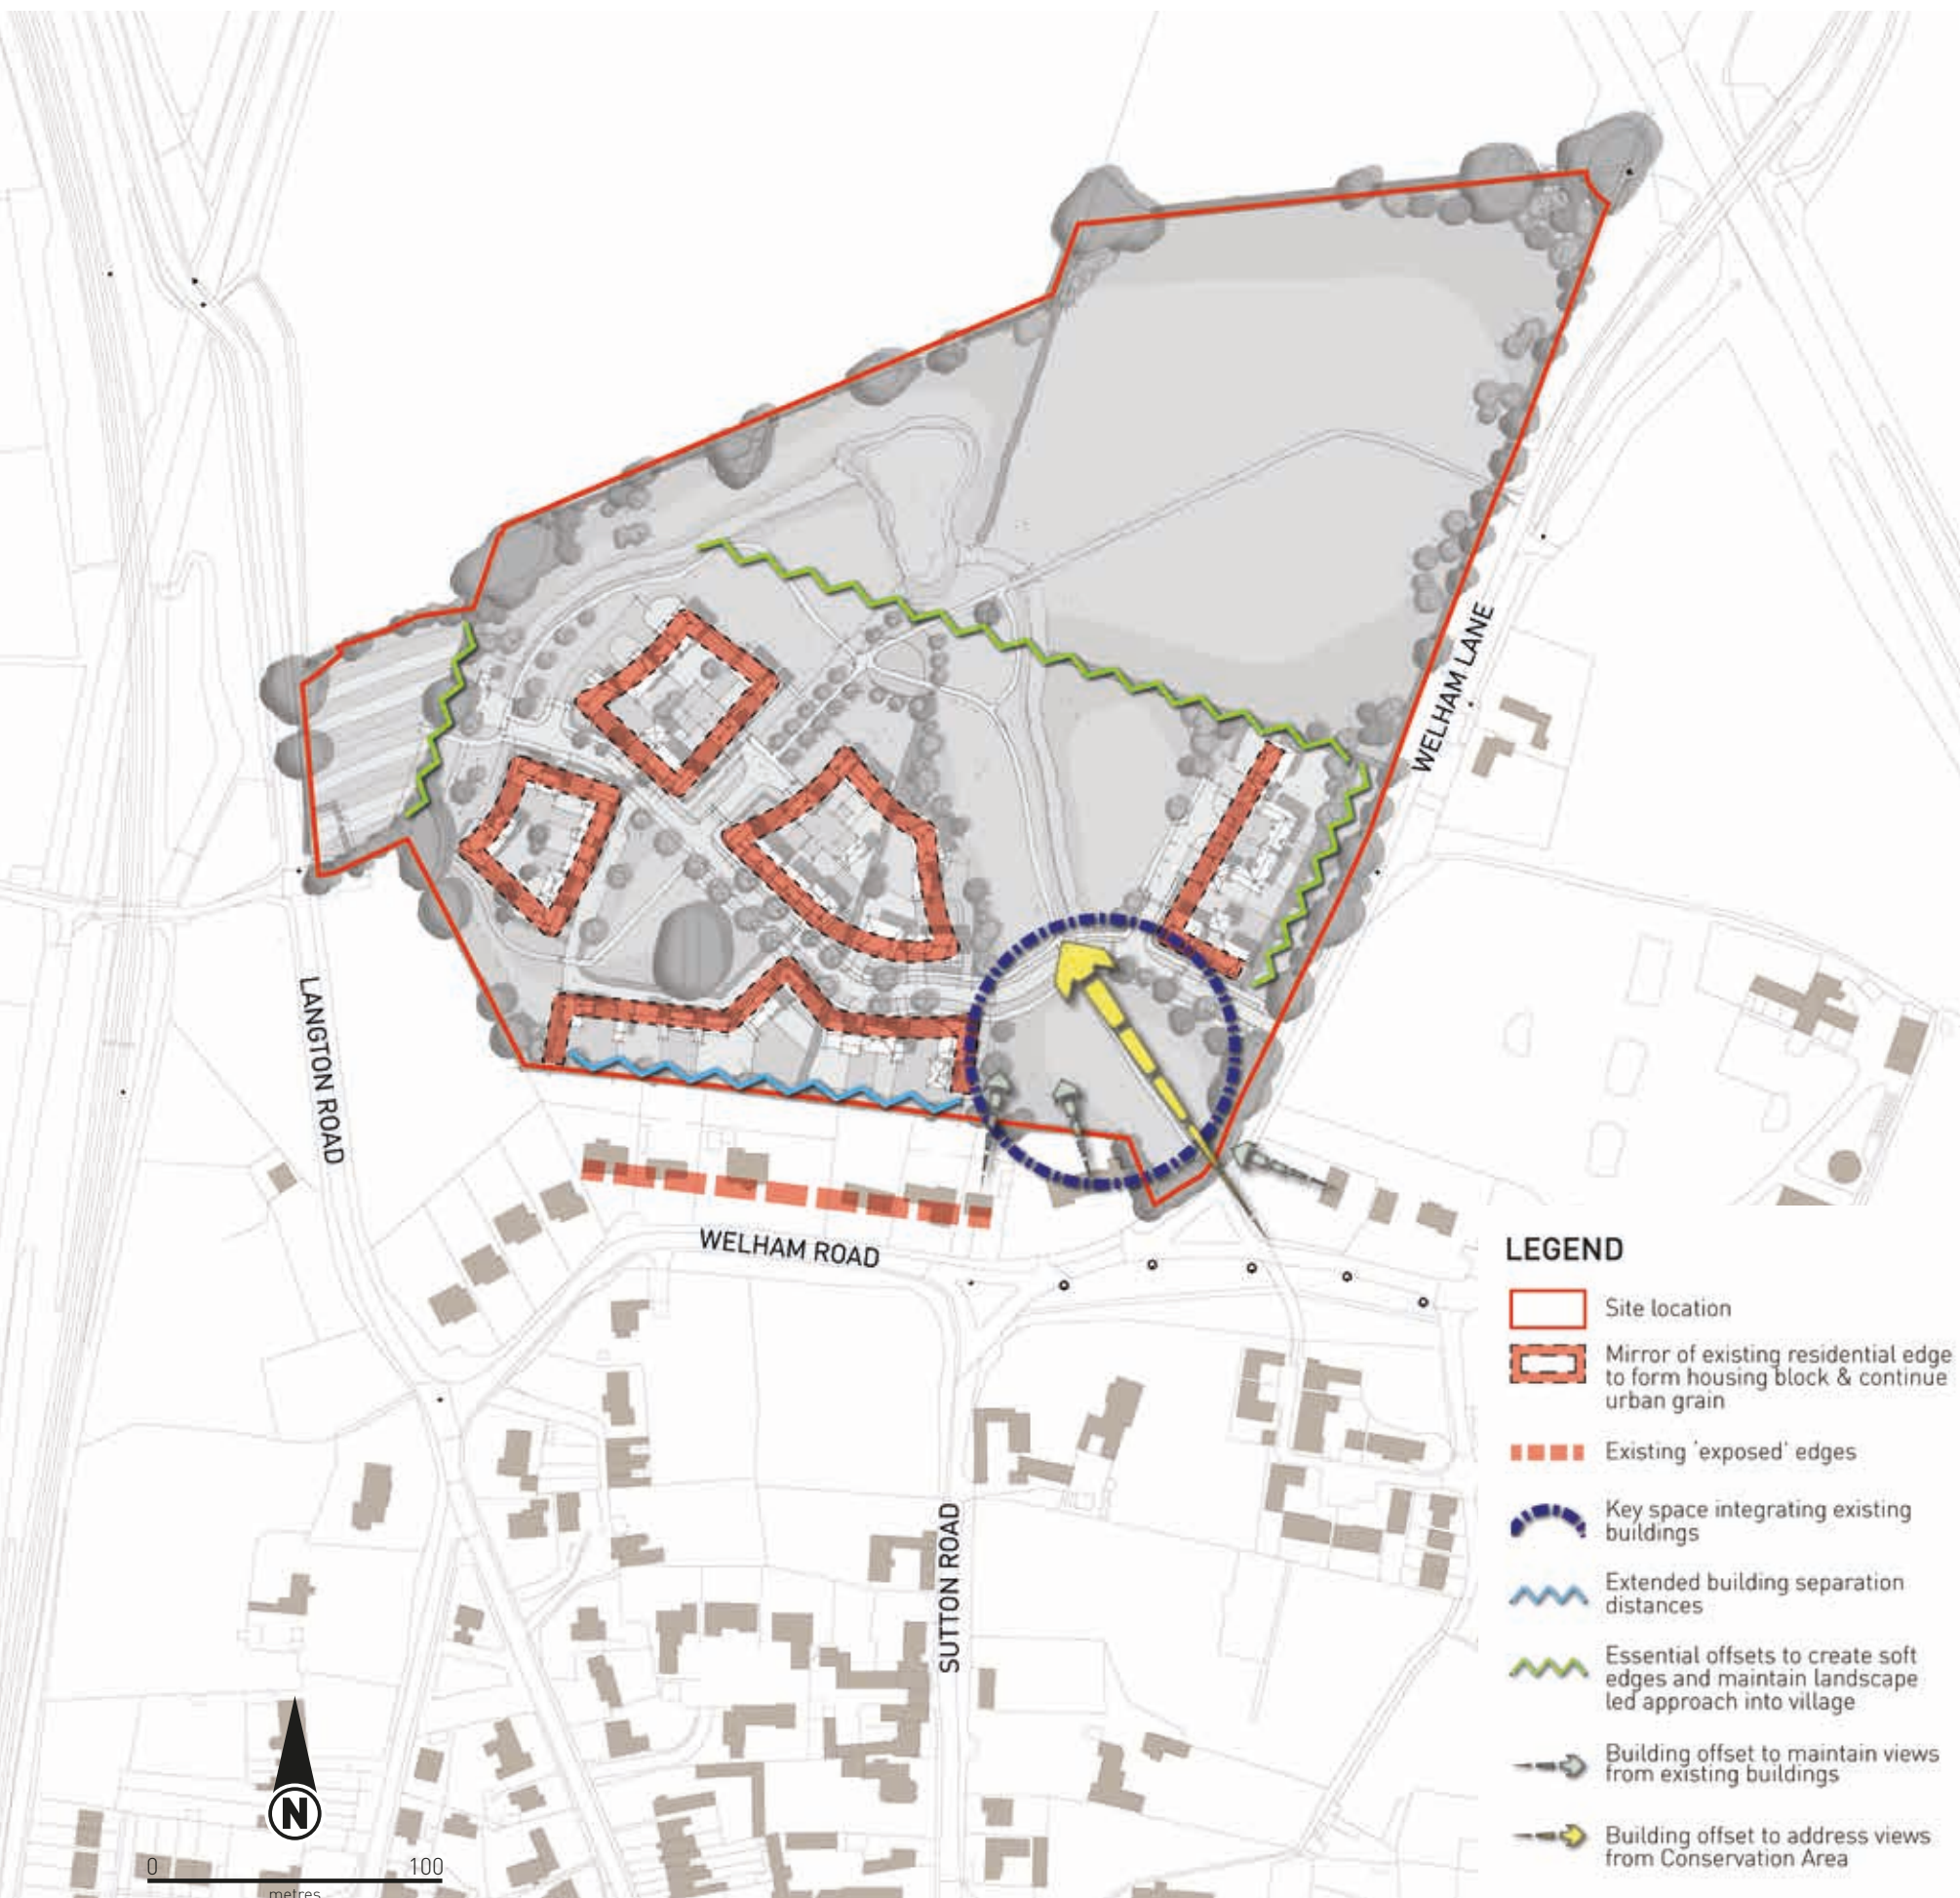 WELHAM LANE
LANGTON ROAD
WELHAM ROAD
SUTTON ROAD
LEGEND
Site location
Mirror of existing residential edge
to form housing block & continue
urban grain
Existing 'exposed' edges
Key space integrating existing
buildings
Extended building separation
distances
Essential offsets to create soft
edges and maintain landscape
led approach into village
Building offset to maintain views
from existing buildings
Building offset to address views
from Conservation Area
N
0 100
metres